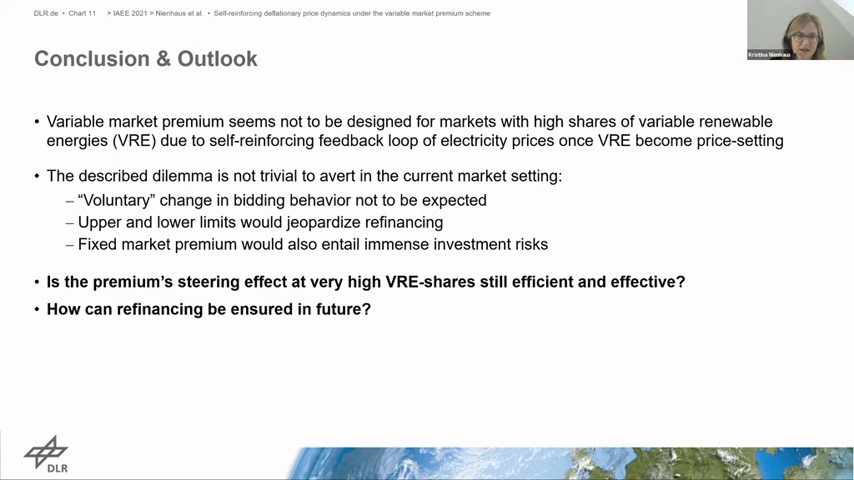 DLR.de • Chart 11 > IAEE 2021 > Nienhaus et al. • Self-reinforcing deflationary price dynamics under the variable market premium scheme
Kristina Nienhaus
Conclusion & Outlook
• Variable market premium seems not to be designed for markets with high shares of variable renewable
energies (VRE) due to self-reinforcing feedback loop of electricity prices once VRE become price-setting
• The described dilemma is not trivial to avert in the current market setting:
– “Voluntary” change in bidding behavior not to be expected
– Upper and lower limits would jeopardize refinancing
– Fixed market premium would also entail immense investment risks
• Is the premium’s steering effect at very high VRE-shares still efficient and effective?
• How can refinancing be ensured in future?
DLR